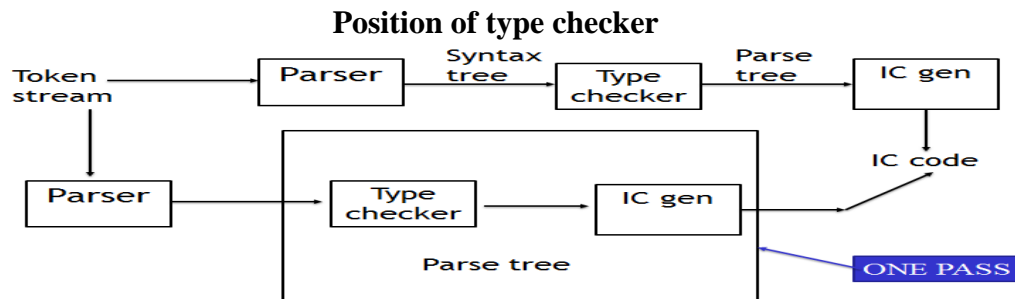 Position of type checker
Token
stream
Parser
Syntax
tree
Type
checker
Parse
tree
IC gen
IC code
Parser
Type
checker
IC gen
Parse tree
ONE PASS